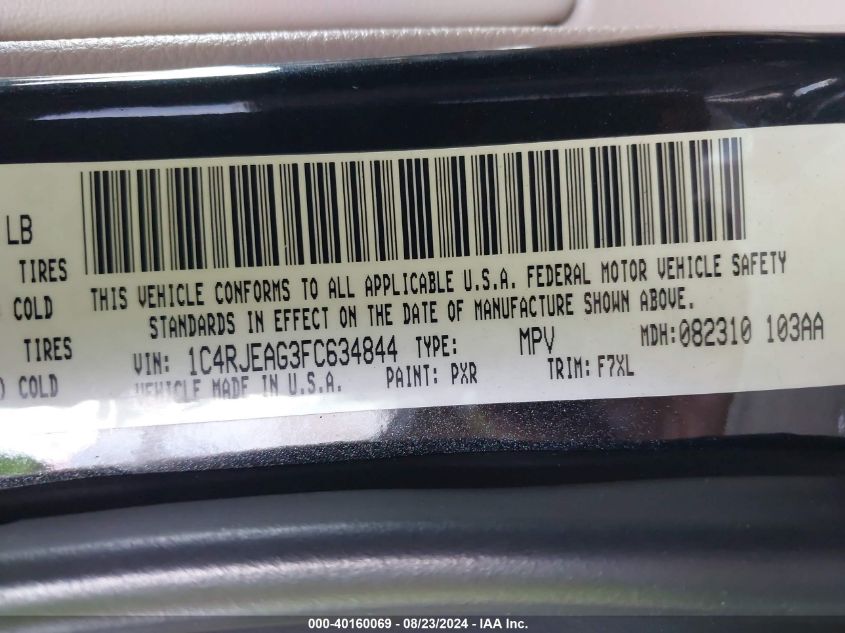 LB
TIRES
COLD
TIRES
COLD
THIS VEHICLE CONFORMS TO ALL APPLICABLE U.S.A. FEDERAL MOTOR VEHICLE SAFETY
STANDARDS IN EFFECT ON THE DATE OF MANUFACTURE SHOWN ABOVE.
VIN: 1C4RJEAG3FC634844 TYPE: MPV MDH:082310 103AA
VEHICLE MADE IN U.S.A. PAINT: PXR TRIM: F7XL
000-40160069 - 08/23/2024 - IAA Inc.